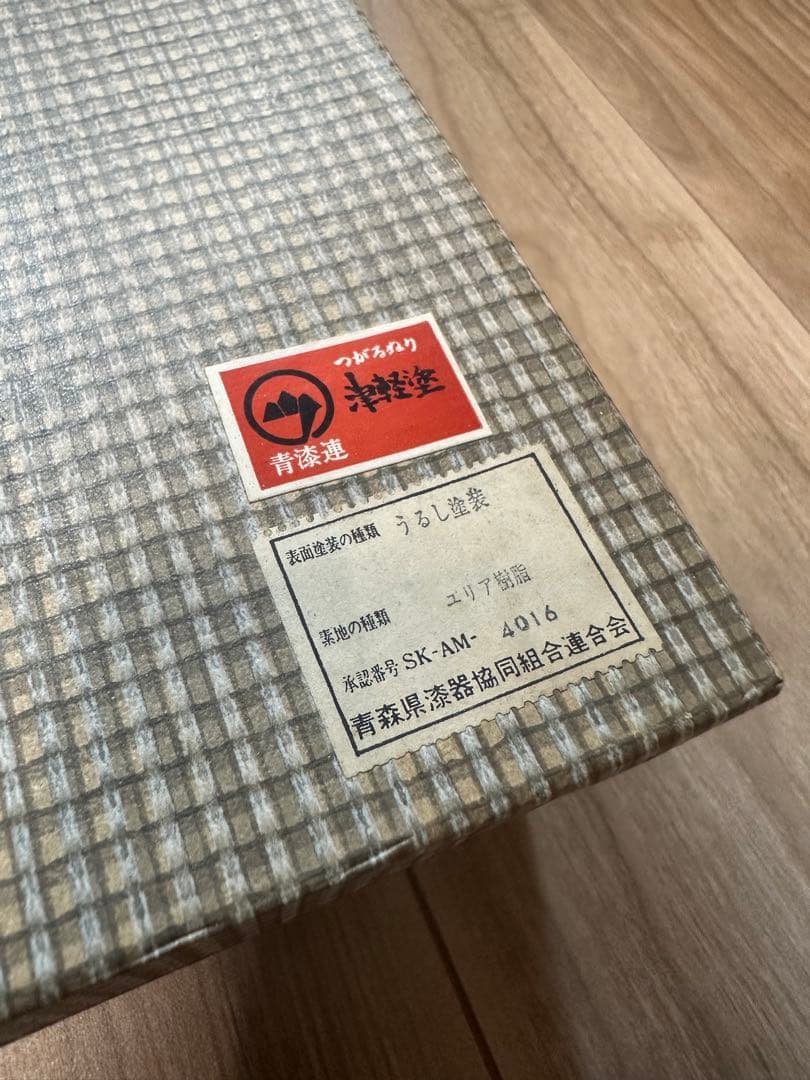 つがるぬり
津軽塗
青漆連
表面塗装の種類 うるし塗装
素地の種類 ユリア樹脂
承認番号 SK-AM- 4016
青森県漆器協同組合連合会